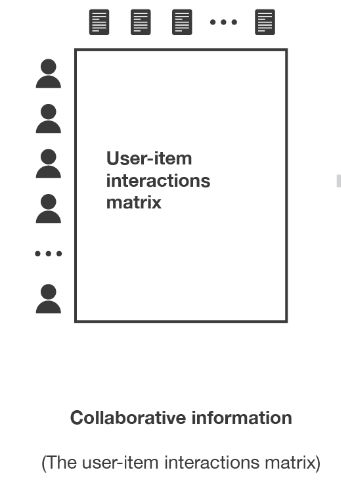 User-item
interactions
matrix
Collaborative information
(The user-item interactions matrix)